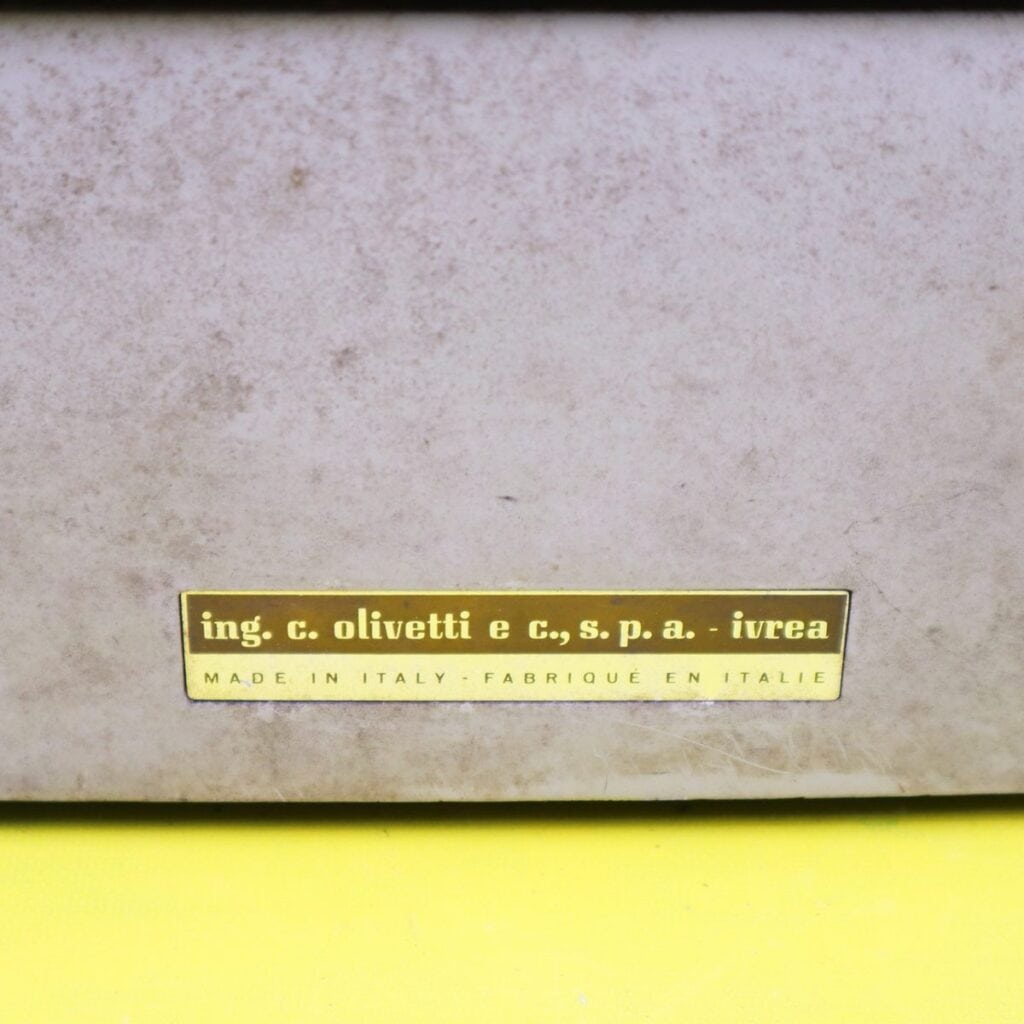 ing. c. olivetti e c., s. p. a. - ivrea
MADE IN ITALY - FABRIQUÉ EN ITALIE